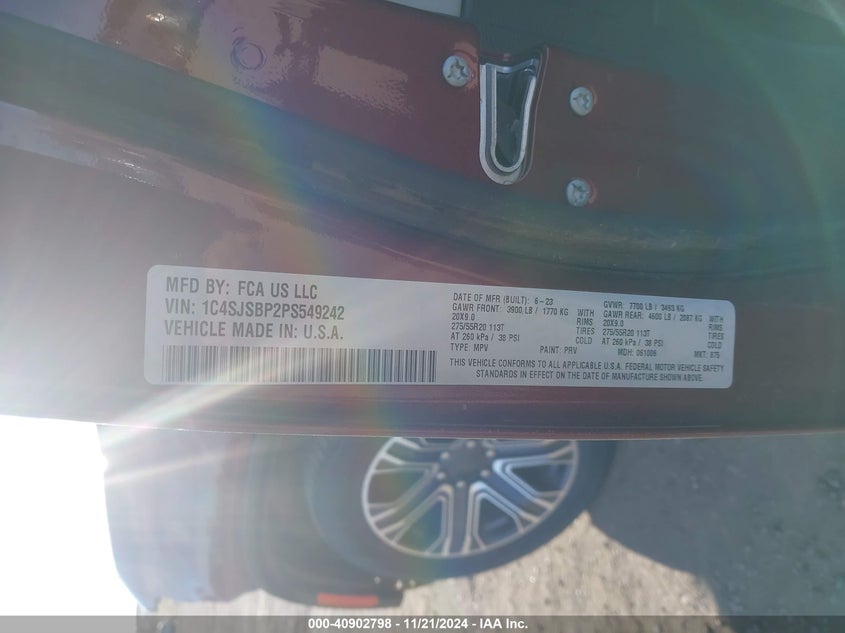 MFD BY: FCA US LLC
VIN: 1C4SJSBP2PS549242
VEHICLE MADE IN: U.S.A.
DATE OF MFR (BUILT): 6-23 GVWR: 7700 LB / 3493 KG
GAWR FRONT: 3900 LB / 1770 KG WITH GAWR REAR: 4600 LB / 2087 KG WITH
20X9.0 RIMS 20X9.0 RIMS
275/55R20 113T TIRES 275/55R20 113T TIRES
AT 260 kPa / 38 PSI COLD AT 260 kPa / 38 PSI COLD
TYPE: MPV PAINT: PRV MDH: 061006 MKT: 875
THIS VEHICLE CONFORMS TO ALL APPLICABLE U.S.A. FEDERAL MOTOR VEHICLE SAFETY
STANDARDS IN EFFECT ON THE DATE OF MANUFACTURE SHOWN ABOVE.
000-40902798 - 11/21/2024 - IAA Inc.